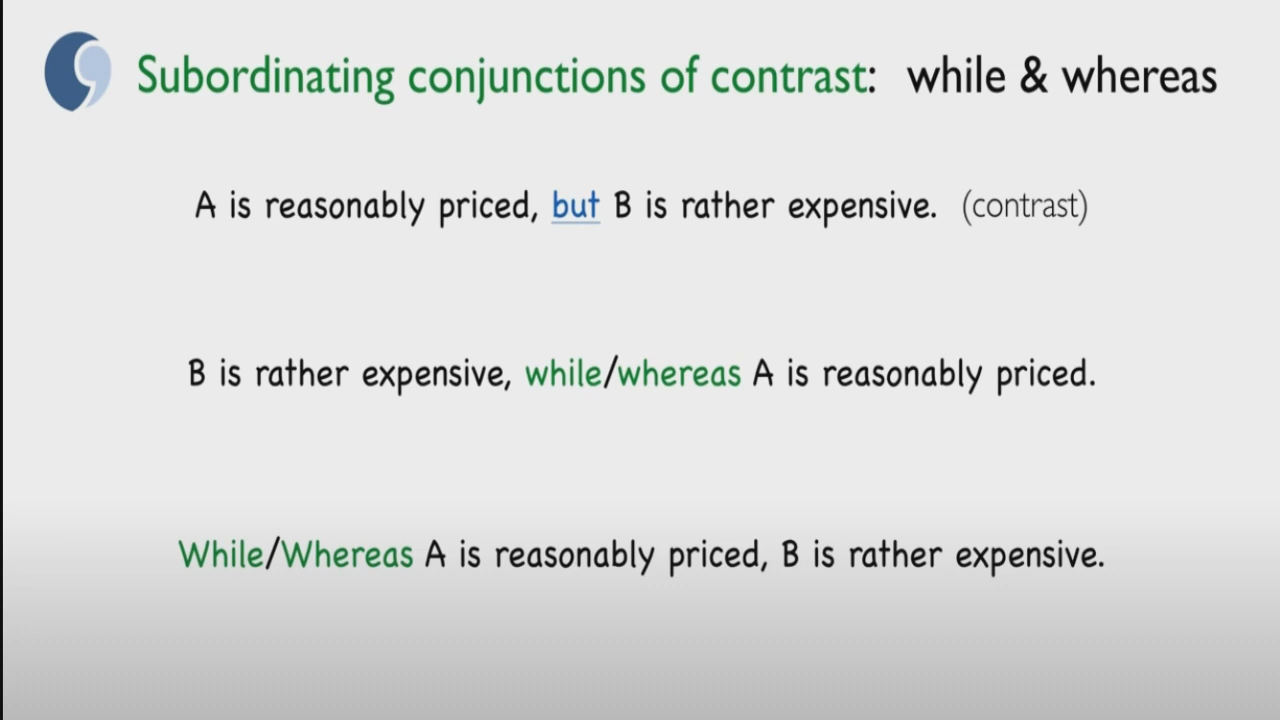 Subordinating conjunctions of contrast: while & whereas
A is reasonably priced, but B is rather expensive. (contrast)
B is rather expensive, while/whereas A is reasonably priced.
While/Whereas A is reasonably priced, B is rather expensive.